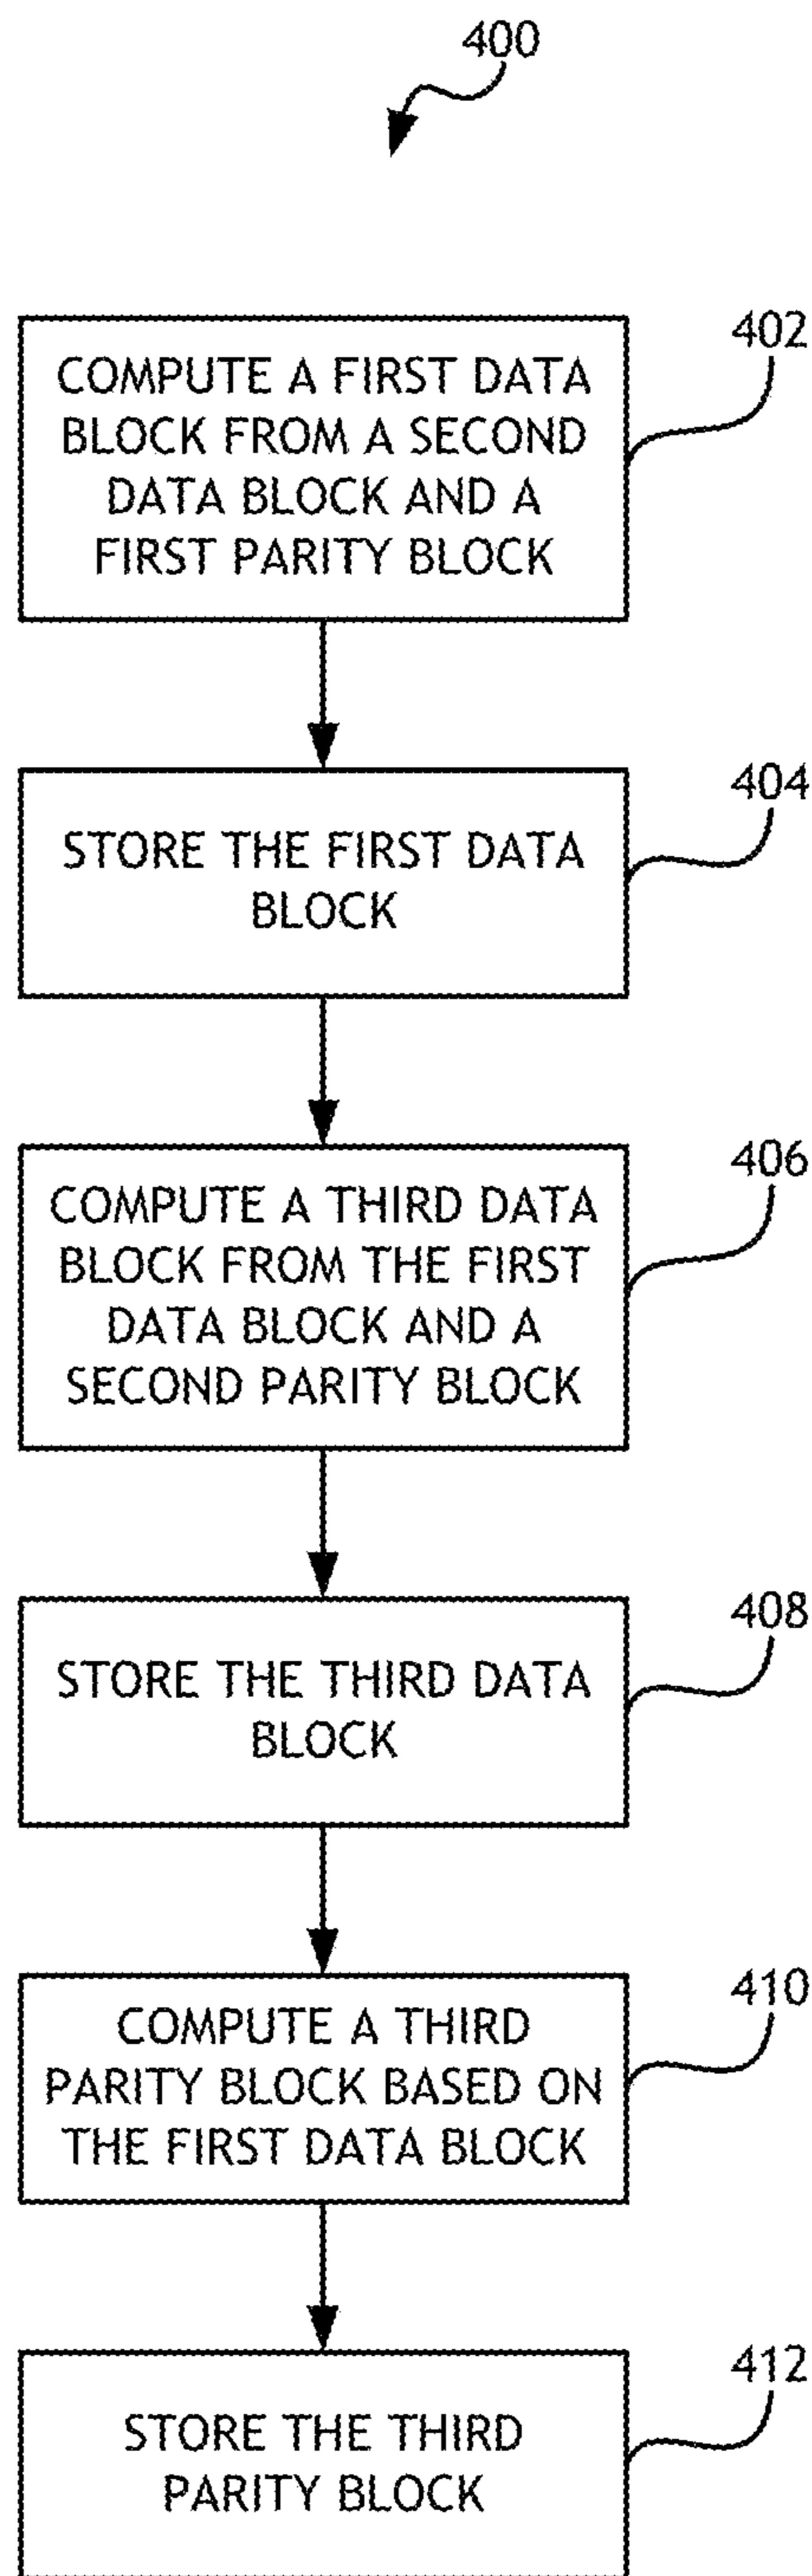 400
402
COMPUTE A FIRST DATA
BLOCK FROM A SECOND
DATA BLOCK AND A
FIRST PARITY BLOCK
404
STORE THE FIRST DATA
BLOCK
406
COMPUTE A THIRD DATA
BLOCK FROM THE FIRST
DATA BLOCK AND A
SECOND PARITY BLOCK
408
STORE THE THIRD DATA
BLOCK
410
COMPUTE A THIRD
PARITY BLOCK BASED ON
THE FIRST DATA BLOCK
412
STORE THE THIRD
PARITY BLOCK